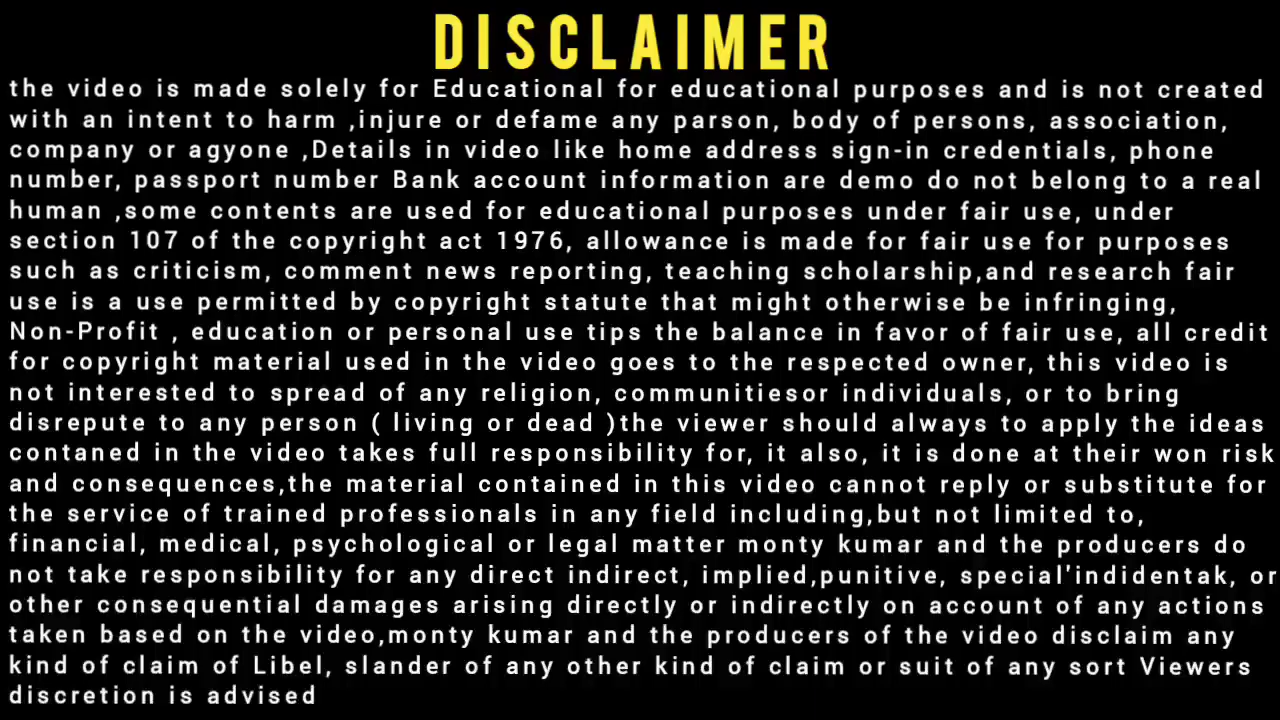 DISCLAIMER
the video is made solely for Educational for educational purposes and is not created
with an intent to harm ,injure or defame any parson, body of persons, association,
company or agyone ,Details in video like home address sign-in credentials, phone
number, passport number Bank account information are demo do not belong to a real
human ,some contents are used for educational purposes under fair use, under
section 107 of the copyright act 1976, allowance is made for fair use for purposes
such as criticism, comment news reporting, teaching scholarship,and research fair
use is a use permitted by copyright statute that might otherwise be infringing,
Non-Profit , education or personal use tips the balance in favor of fair use, all credit
for copyright material used in the video goes to the respected owner, this video is
not interested to spread of any religion, communitiesor individuals, or to bring
disrepute to any person ( living or dead )the viewer should always to apply the ideas
contaned in the video takes full responsibility for, it also, it is done at their won risk
and consequences,the material contained in this video cannot reply or substitute for
the service of trained professionals in any field including,but not limited to,
financial, medical, psychological or legal matter monty kumar and the producers do
not take responsibility for any direct indirect, implied,punitive, special'indidentak, or
other consequential damages arising directly or indirectly on account of any actions
taken based on the video,monty kumar and the producers of the video disclaim any
kind of claim of Libel, slander of any other kind of claim or suit of any sort Viewers
discretion is advised